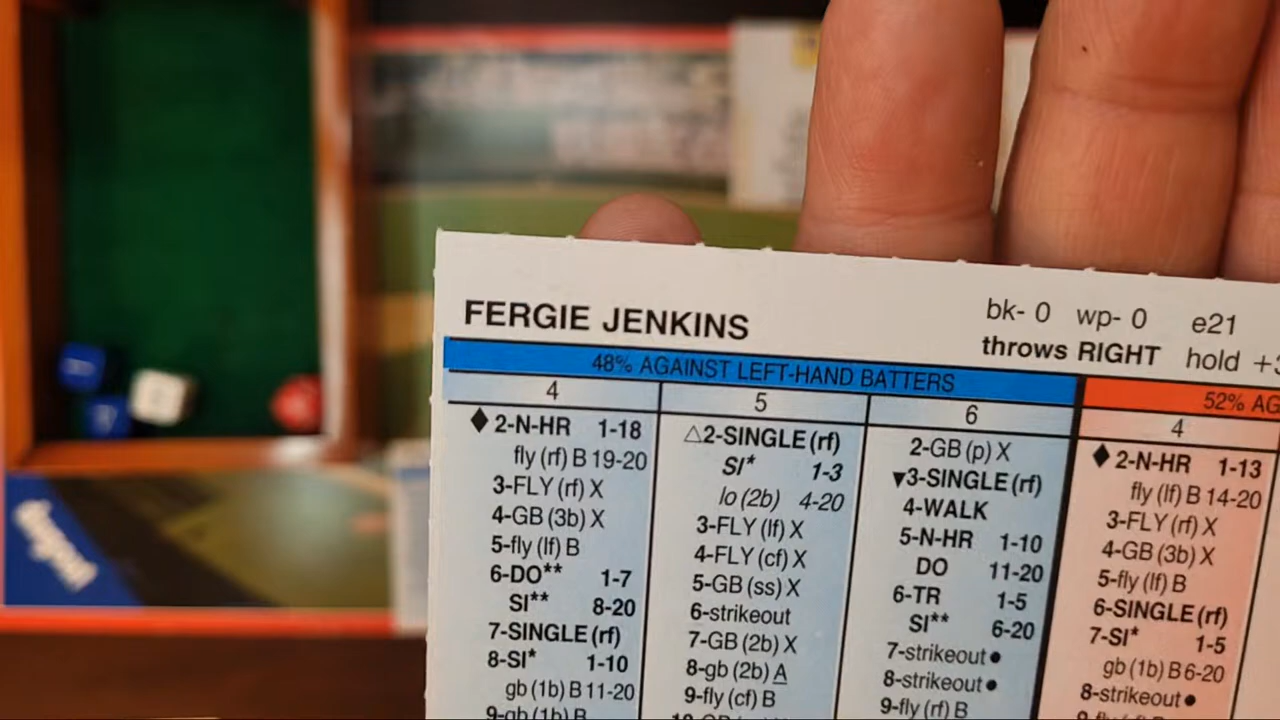 FERGIE JENKINS
bk- 0 wp- 0 e21
throws RIGHT hold
48% AGAINST LEFT-HAND BATTERS
4
♦2-N-HR 1-18
fly (rf) B 19-20
3-FLY (rf) X
4-GB (3b) X
5-fly (lf) B
6-DO** 1-7
SI** 8-20
7-SINGLE (rf)
8-SI* 1-10
gb (1b) B 11-20
9-gb (1b) B
5
△2-SINGLE (rf)
SI* 1-3
lo (2b) 4-20
3-FLY (lf) X
4-FLY (cf) X
5-GB (ss) X
6-strikeout
7-GB (2b) X
8-gb (2b) A
9-fly (cf) B
6
2-GB (p) X
▼3-SINGLE (rf)
4-WALK
5-N-HR 1-10
DO 11-20
6-TR 1-5
SI** 6-20
7-strikeout●
8-strikeout●
9-fly (rf) B
52%
4
♦2-N-HR 1-13
fly (lf) B 14-20
3-FLY (rf) X
4-GB (3b) X
5-fly (lf) B
6-SINGLE (rf)
7-SI* 1-5
gb (1b) B 6-20
8-strikeout●